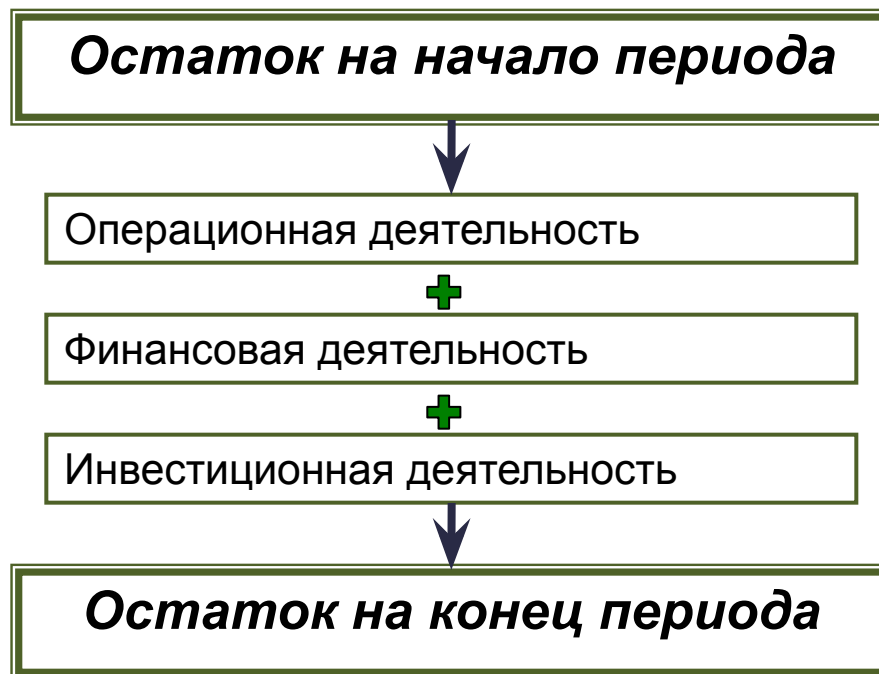 Остаток на начало периода
Операционная деятельность
Финансовая деятельность
Инвестиционная деятельность
Остаток на конец периода